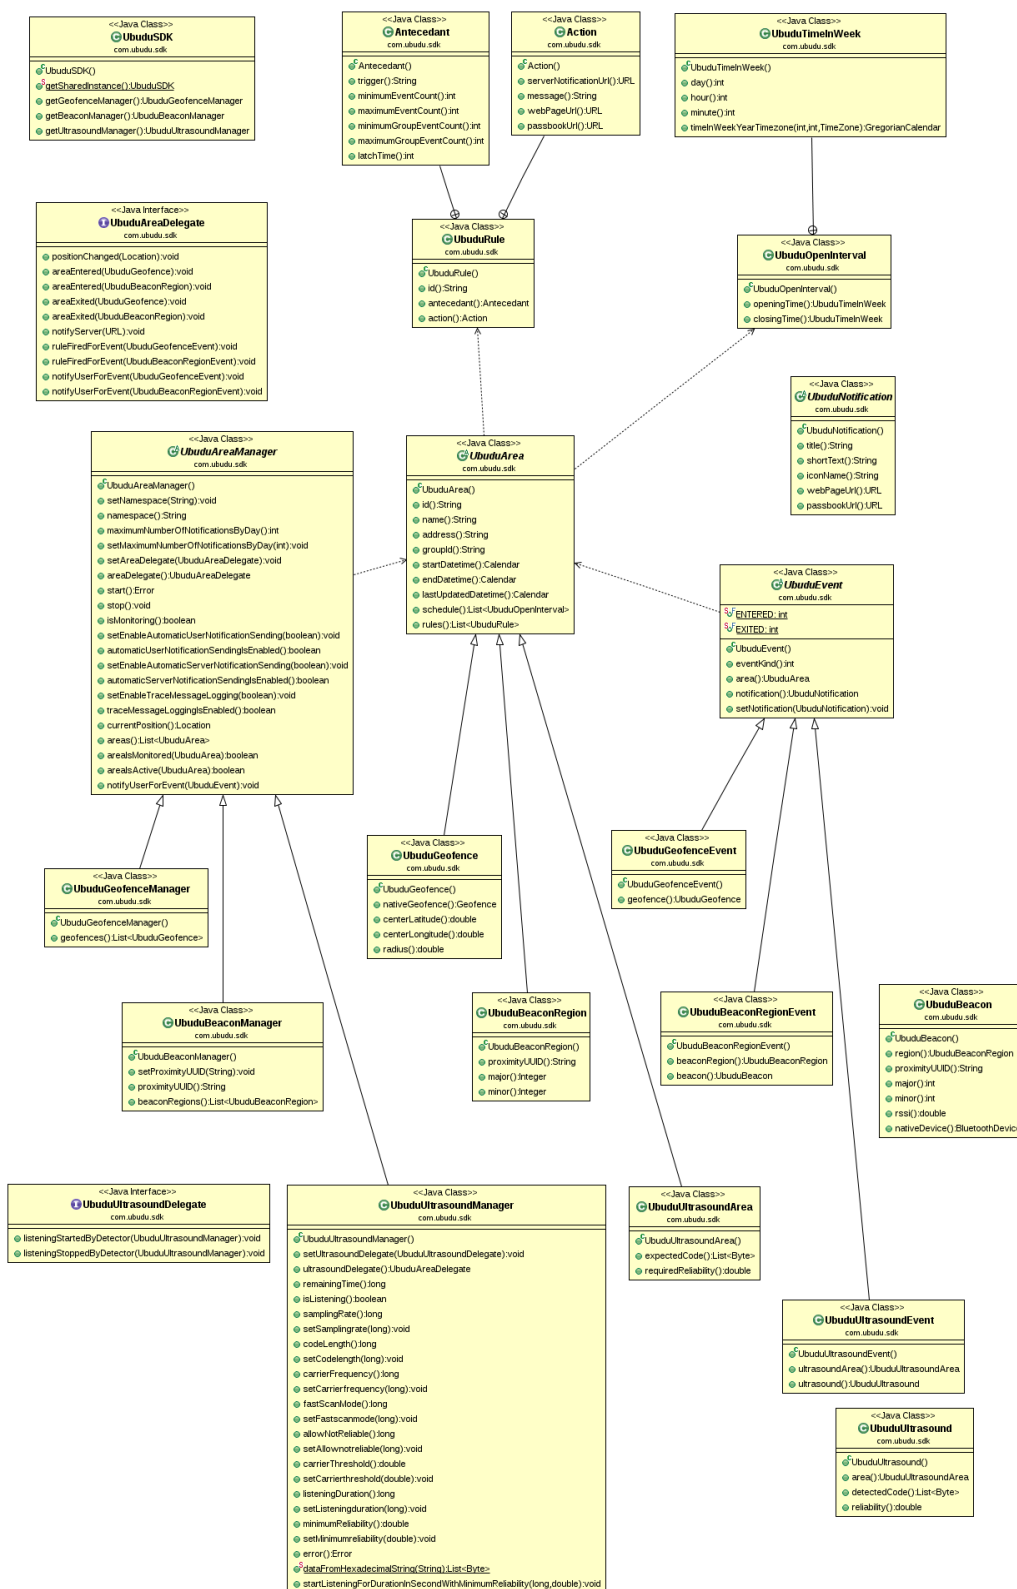 <<Java Class>>
UbuduSDK
com.ubudu.sdk
UbuduSDK()
getSharedInstance():UbuduSDK
getGeofenceManager():UbuduGeofenceManager
getBeaconManager():UbuduBeaconManager
getUltrasoundManager():UbuduUltrasoundManager
<<Java Class>>
Antecedant
com.ubudu.sdk
Antecedant()
trigger():String
minimumEventCount():int
maximumEventCount():int
minimumGroupEventCount():int
maximumGroupEventCount():int
latchTime():int
<<Java Class>>
Action
com.ubudu.sdk
Action()
serverNotificationUrl():URL
message():String
webPageUrl():URL
passbookUrl():URL
<<Java Class>>
UbuduTimeInWeek
com.ubudu.sdk
UbuduTimeInWeek()
day():int
hour():int
minute():int
timeInWeekYearTimezone(int,int,TimeZone):GregorianCalendar
<<Java Interface>>
UbuduAreaDelegate
com.ubudu.sdk
positionChanged(Location):void
areaEntered(UbuduGeofence):void
areaEntered(UbuduBeaconRegion):void
areaExited(UbuduGeofence):void
areaExited(UbuduBeaconRegion):void
notifyServer(URL):void
ruleFiredForEvent(UbuduGeofenceEvent):void
ruleFiredForEvent(UbuduBeaconRegionEvent):void
notifyUserForEvent(UbuduGeofenceEvent):void
notifyUserForEvent(UbuduBeaconRegionEvent):void
<<Java Class>>
UbuduRule
com.ubudu.sdk
UbuduRule()
id():String
antecedant():Antecedant
action():Action
<<Java Class>>
UbuduOpenInterval
com.ubudu.sdk
UbuduOpenInterval()
openingTime():UbuduTimeInWeek
closingTime():UbuduTimeInWeek
<<Java Class>>
UbuduNotification
com.ubudu.sdk
UbuduNotification()
title():String
shortText():String
iconName():String
webPageUrl():URL
passbookUrl():URL
<<Java Class>>
UbuduAreaManager
com.ubudu.sdk
UbuduAreaManager()
setNamespace(String):void
namespace():String
maximumNumberOfNotificationsByDay():int
setMaximumNumberOfNotificationsByDay(int):void
setAreaDelegate(UbuduAreaDelegate):void
areaDelegate():UbuduAreaDelegate
start():Error
stop():void
isMonitoring():boolean
setEnableAutomaticUserNotificationSending(boolean):void
automaticUserNotificationSendingIsEnabled():boolean
setEnableAutomaticServerNotificationSending(boolean):void
automaticServerNotificationSendingIsEnabled():boolean
setEnableTraceMessageLogging(boolean):void
traceMessageLoggingIsEnabled():boolean
currentPosition():Location
areas():List<UbuduArea>
areaIsMonitored(UbuduArea):boolean
areaIsActive(UbuduArea):boolean
notifyUserForEvent(UbuduEvent):void
<<Java Class>>
UbuduArea
com.ubudu.sdk
UbuduArea()
id():String
name():String
address():String
groupId():String
startDatetime():Calendar
endDatetime():Calendar
lastUpdatedDatetime():Calendar
schedule():List<UbuduOpenInterval>
rules():List<UbuduRule>
<<Java Class>>
UbuduEvent
com.ubudu.sdk
ENTERED: int
EXITED: int
UbuduEvent()
eventKind():int
area():UbuduArea
notification():UbuduNotification
setNotification(UbuduNotification):void
<<Java Class>>
UbuduGeofenceManager
com.ubudu.sdk
UbuduGeofenceManager()
geofences():List<UbuduGeofence>
<<Java Class>>
UbuduGeofence
com.ubudu.sdk
UbuduGeofence()
nativeGeofence():Geofence
centerLatitude():double
centerLongitude():double
radius():double
<<Java Class>>
UbuduGeofenceEvent
com.ubudu.sdk
UbuduGeofenceEvent()
geofence():UbuduGeofence
<<Java Class>>
UbuduBeaconManager
com.ubudu.sdk
UbuduBeaconManager()
setProximityUUID(String):void
proximityUUID():String
beaconRegions():List<UbuduBeaconRegion>
<<Java Class>>
UbuduBeaconRegion
com.ubudu.sdk
UbuduBeaconRegion()
proximityUUID():String
major():Integer
minor():Integer
<<Java Class>>
UbuduBeaconRegionEvent
com.ubudu.sdk
UbuduBeaconRegionEvent()
beaconRegion():UbuduBeaconRegion
beacon():UbuduBeacon
<<Java Class>>
UbuduBeacon
com.ubudu.sdk
UbuduBeacon()
region():UbuduBeaconRegion
proximityUUID():String
major():int
minor():int
rssi():double
nativeDevice():BluetoothDevice
<<Java Interface>>
UbuduUltrasoundDelegate
com.ubudu.sdk
listeningStartedByDetector(UbuduUltrasoundManager):void
listeningStoppedByDetector(UbuduUltrasoundManager):void
<<Java Class>>
UbuduUltrasoundManager
com.ubudu.sdk
UbuduUltrasoundManager()
setUltrasoundDelegate(UbuduUltrasoundDelegate):void
ultrasoundDelegate():UbuduAreaDelegate
remainingTime():long
isListening():boolean
samplingRate():long
setSamplingrate(long):void
codeLength():long
setCodelength(long):void
carrierFrequency():long
setCarrierfrequency(long):void
fastScanMode():long
setFastscanmode(long):void
allowNotReliable():long
setAllownotreliable(long):void
carrierThreshold():double
setCarrierthreshold(double):void
listeningDuration():long
setListeningduration(long):void
minimumReliability():double
setMinimumreliability(double):void
error():Error
dataFromHexadecimalString(String):List<Byte>
startListeningForDurationInSecondWithMinimumReliability(long,double):void
<<Java Class>>
UbuduUltrasoundArea
com.ubudu.sdk
UbuduUltrasoundArea()
expectedCode():List<Byte>
requiredReliability():double
<<Java Class>>
UbuduUltrasoundEvent
com.ubudu.sdk
UbuduUltrasoundEvent()
ultrasoundArea():UbuduUltrasoundArea
ultrasound():UbuduUltrasound
<<Java Class>>
UbuduUltrasound
com.ubudu.sdk
UbuduUltrasound()
area():UbuduUltrasoundArea
detectedCode():List<Byte>
reliability():double